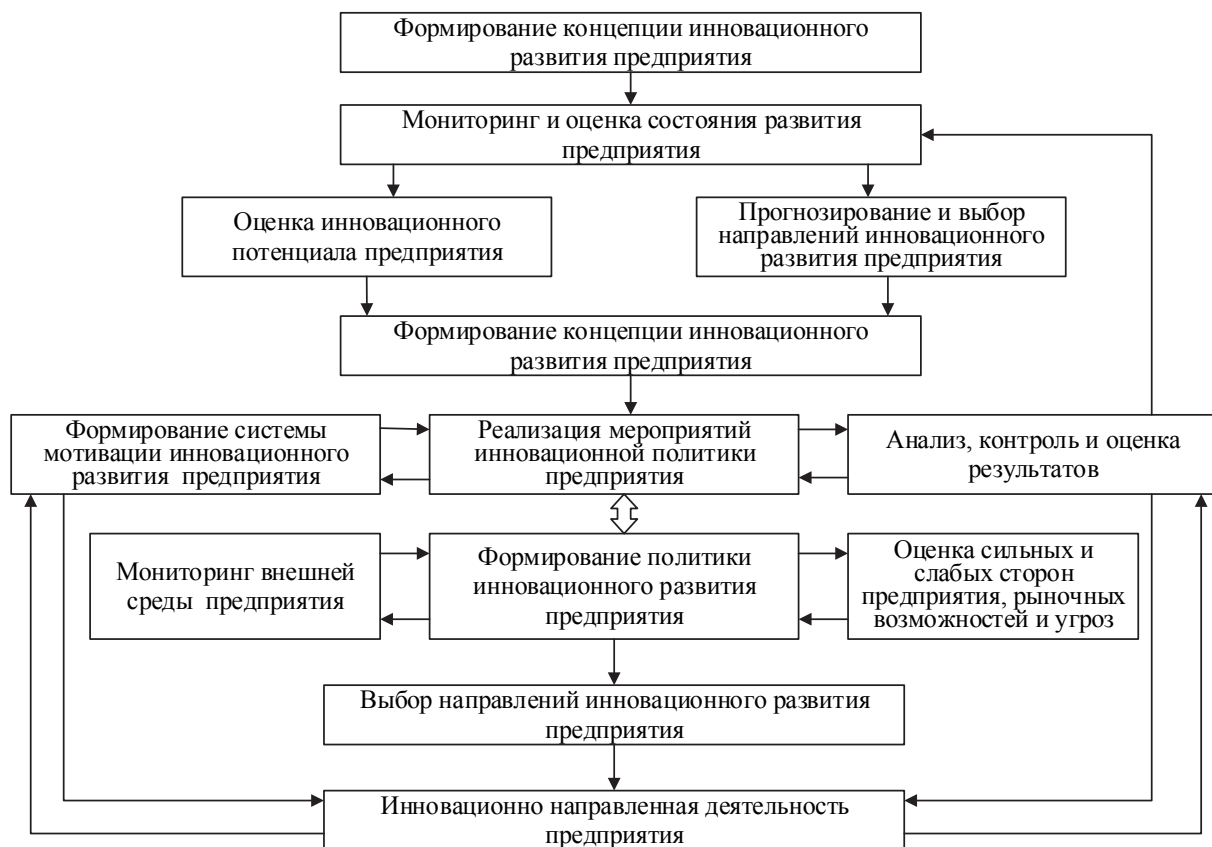 Формирование концепции инновационного
развития предприятия
Мониторинг и оценка состояния развития
предприятия
Оценка инновационного
потенциала предприятия
Прогнозирование и выбор
направлений инновационного
развития предприятия
Формирование концепции инновационного
развития предприятия
Формирование системы
мотивации инновационного
развития предприятия
Реализация мероприятий
инновационной политики
предприятия
Анализ, контроль и оценка
результатов
Мониторинг внешней
среды предприятия
Формирование политики
инновационного развития
предприятия
Оценка сильных и
слабых сторон
предприятия, рыночных
возможностей и угроз
Выбор направлений инновационного развития
предприятия
Инновационно направленная деятельность
предприятия